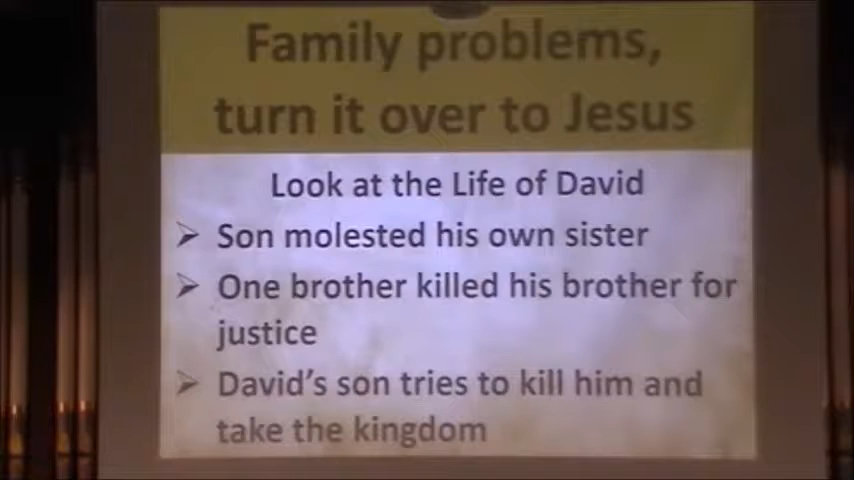 Family problems,
turn it over to Jesus
Look at the Life of David
➢ Son molested his own sister
➢ One brother killed his brother for
justice
➢ David's son tries to kill him and
take the kingdom